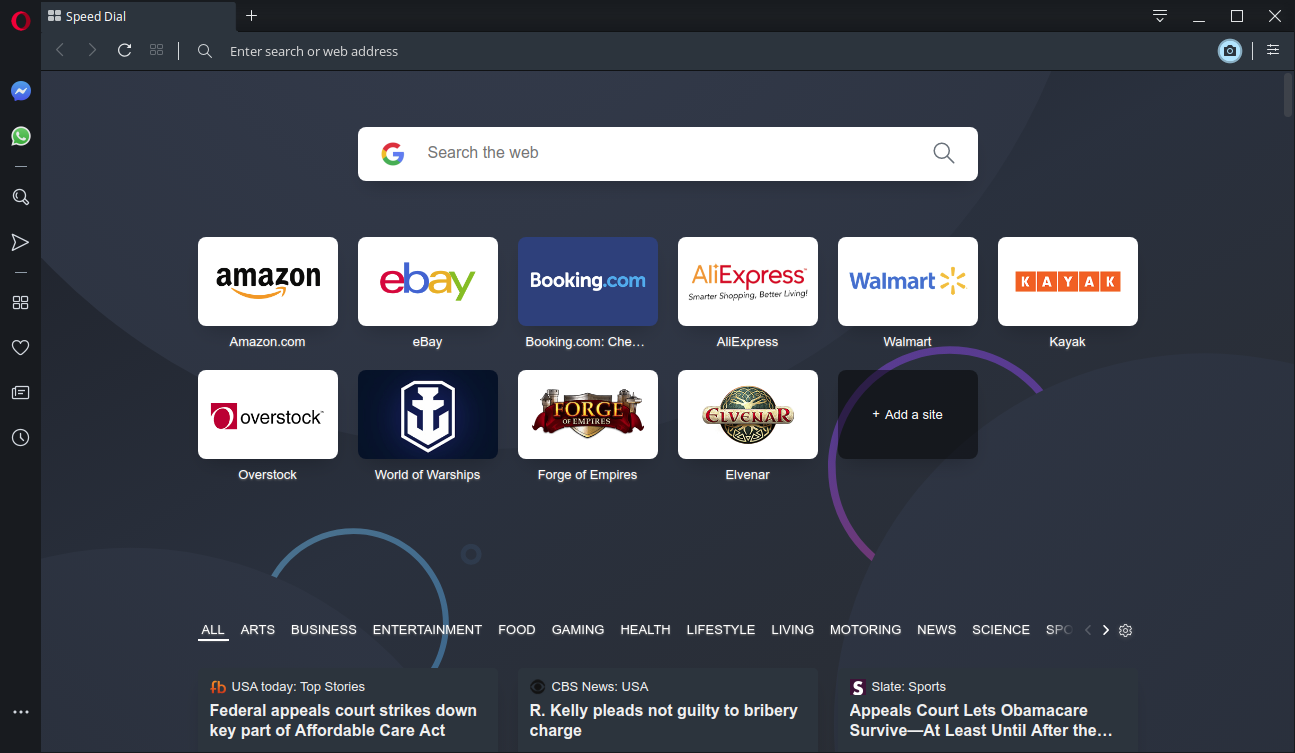 Speed Dial
Enter search or web address
Search the web
amazon
ebay
Booking.com
AliExpress
Smarter Shopping, Better Living!
Walmart
KAYAK
Amazon.com
eBay
Booking.com: Che…
AliExpress
Walmart
Kayak
overstock
WORLD OF WARSHIPS
FORGE
OF EMPIRES
ELVENAR
+ Add a site
Overstock
World of Warships
Forge of Empires
Elvenar
ALL ARTS BUSINESS ENTERTAINMENT FOOD GAMING HEALTH LIFESTYLE LIVING MOTORING NEWS SCIENCE SPO
USA today: Top Stories
Federal appeals court strikes down
key part of Affordable Care Act
CBS News: USA
R. Kelly pleads not guilty to bribery
charge
Slate: Sports
Appeals Court Lets Obamacare
Survive—At Least Until After the…